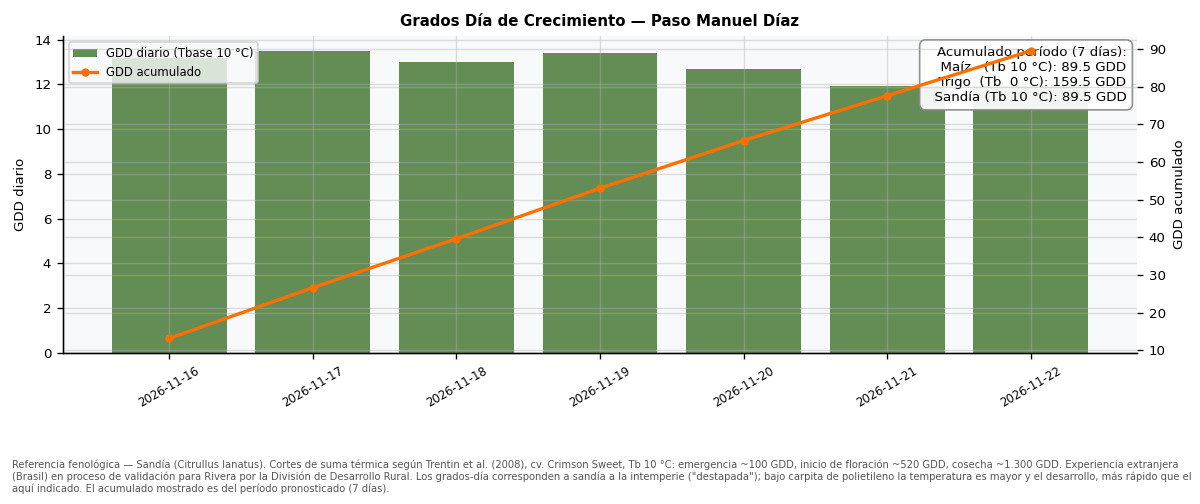 Grados Día de Crecimiento — Paso Manuel Díaz
GDD diario (Tbase 10 °C)
GDD acumulado
Acumulado período (7 días):
Maíz (Tb 10 °C): 89.5 GDD
Trigo (Tb 0 °C): 159.5 GDD
Sandía (Tb 10 °C): 89.5 GDD
GDD diario
14
12
10
8
6
4
2
0
GDD acumulado
90
80
70
60
50
40
30
20
10
2026-11-16
2026-11-17
2026-11-18
2026-11-19
2026-11-20
2026-11-21
2026-11-22
Referencia fenológica — Sandía (Citrullus lanatus). Cortes de suma térmica según Trentin et al. (2008), cv. Crimson Sweet, Tb 10 °C: emergencia ~100 GDD, inicio de floración ~520 GDD, cosecha ~1.300 GDD. Experiencia extranjera
(Brasil) en proceso de validación para Rivera por la División de Desarrollo Rural. Los grados-día corresponden a sandía a la intemperie ("destapada"); bajo carpita de polietileno la temperatura es mayor y el desarrollo, más rápido que el
aquí indicado. El acumulado mostrado es del período pronosticado (7 días).